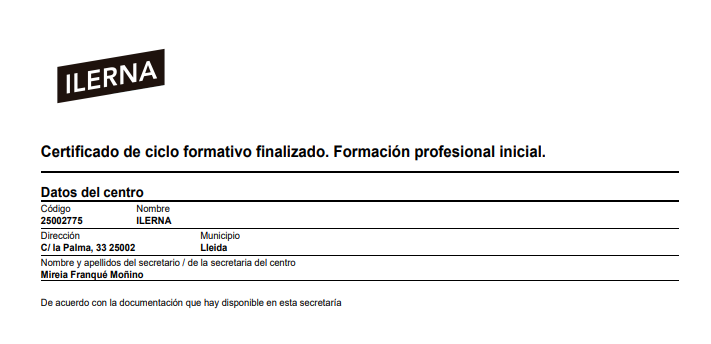 ILERNA
Certificado de ciclo formativo finalizado. Formación profesional inicial.
Datos del centro
Código Nombre
25002775 ILERNA
Dirección Municipio
C/ la Palma, 33 25002 Lleida
Nombre y apellidos del secretario / de la secretaria del centro
Mireia Franqué Moñino
De acuerdo con la documentación que hay disponible en esta secretaría